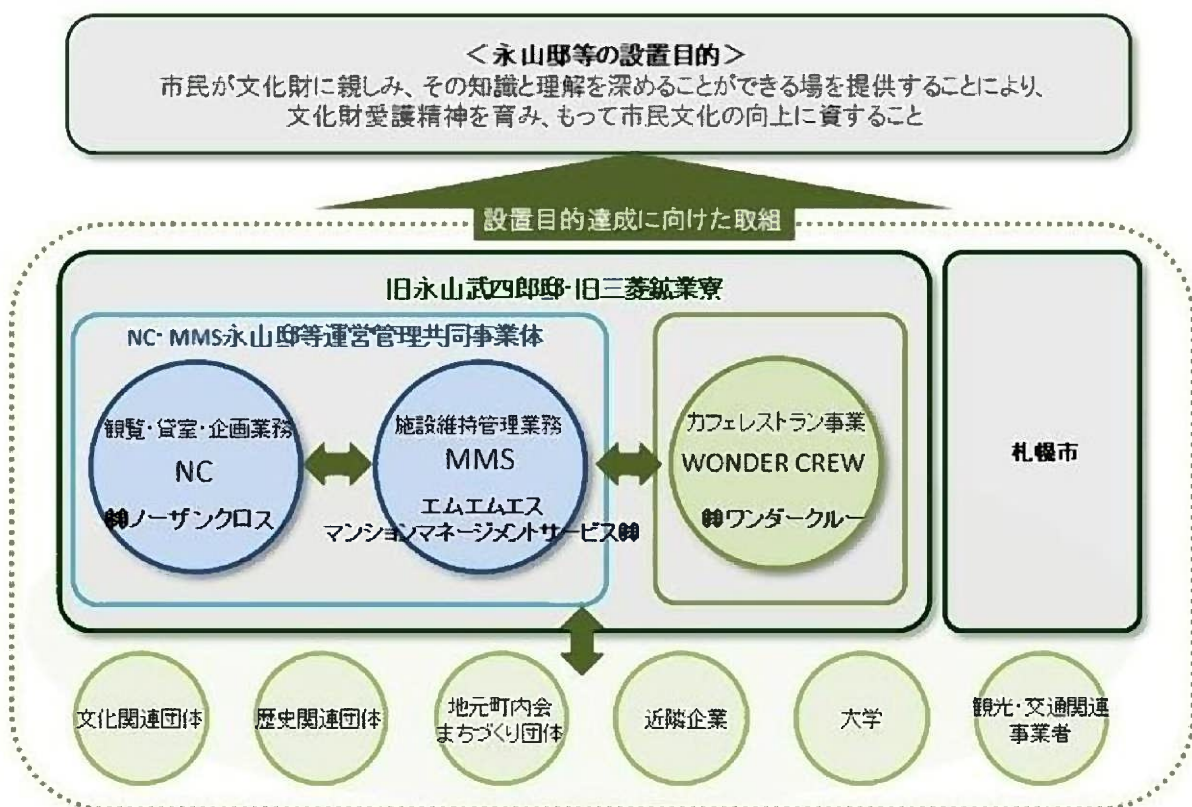 ＜永山邸等の設置目的＞
市民が文化財に親しみ、その知識と理解を深めることができる場を提供することにより、
文化財愛護精神を育み、もって市民文化の向上に資すること
設置目的達成に向けた取組
旧永山武四郎邸・旧三菱鉱業寮
NC・MMS永山邸等運営管理共同事業体
観覧・貸室・企画業務
NC
㈱ノーザンクロス
施設維持管理業務
MMS
エムエムエス
マンションマネージメントサービス㈱
カフェレストラン事業
WONDER CREW
㈱ワンダークルー
札幌市
文化関連団体
歴史関連団体
地元町内会
まちづくり団体
近隣企業
大学
観光・交通関連
事業者